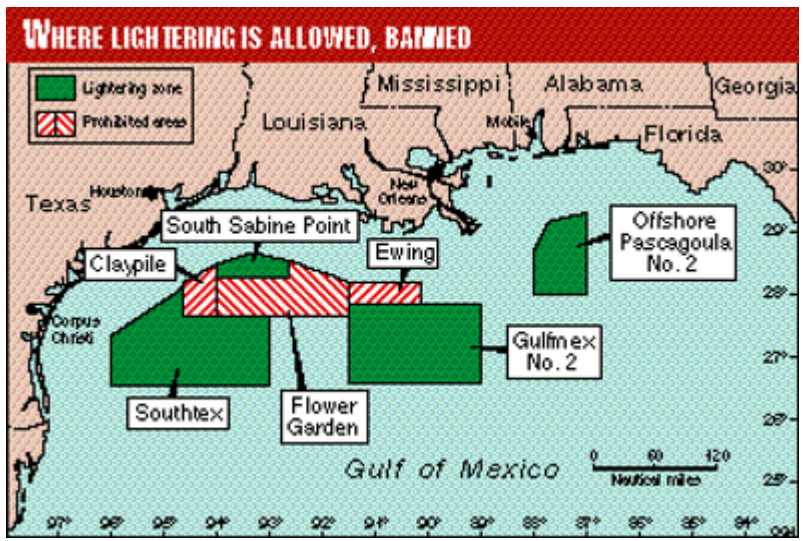 WHERE LIGHTERING IS ALLOWED, BANNED
Lightering zone
Prohibited areas
Mississippi
Alabama
Georgia
Louisiana
Mobile
Florida
Texas
Houston
New
Orleans
30°
South Sabine Point
Offshore
Pascagoula
No. 2
29°
Ewing
Claypile
28°
Corpus
Christi
Gulfmex
No. 2
27°
Southtex
Flower
Garden
26°
Gulf of Mexico
0 60 120
Nautical miles
25°
97° 96° 95° 94° 93° 92° 91° 90° 89° 88° 87° 86° 85° 84°